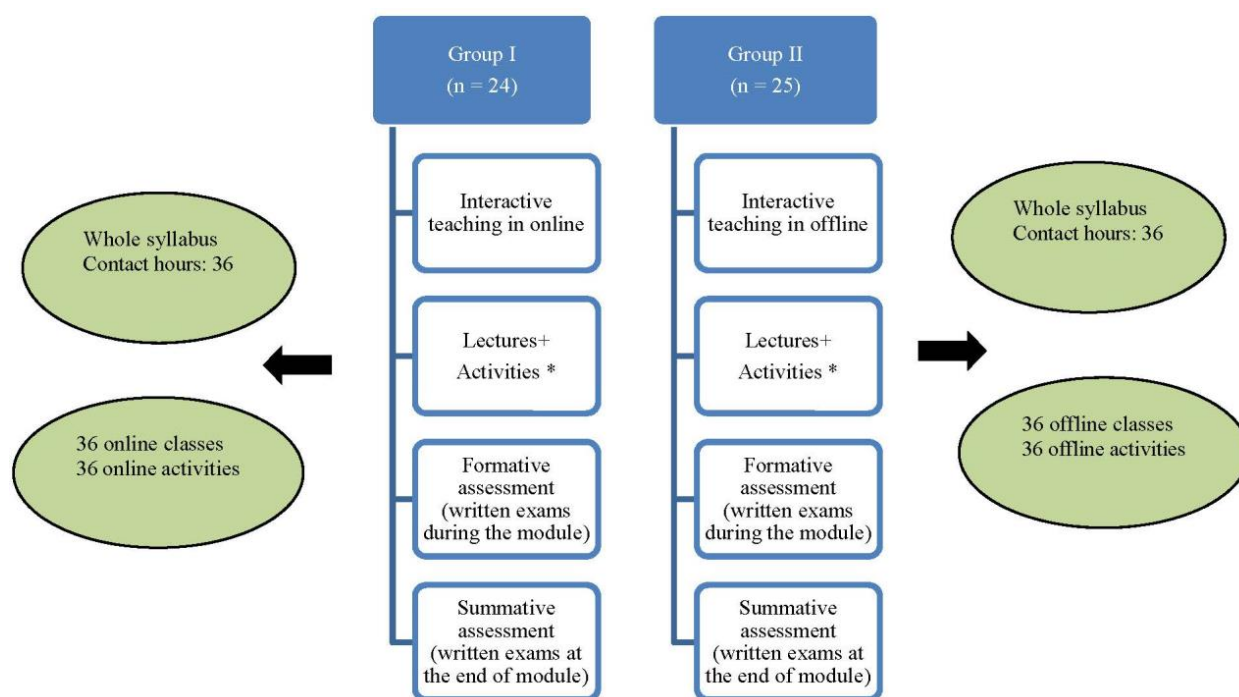 Group I
(n = 24)
Group II
(n = 25)
Whole syllabus
Contact hours: 36
36 online classes
36 online activities
Interactive
teaching in online
Lectures+
Activities *
Formative
assessment
(written exams
during the module)
Summative
assessment
(written exams at
the end of module)
Interactive
teaching in offline
Lectures+
Activities *
Formative
assessment
(written exams
during the module)
Summative
assessment
(written exams at
the end of module)
Whole syllabus
Contact hours: 36
36 offline classes
36 offline activities